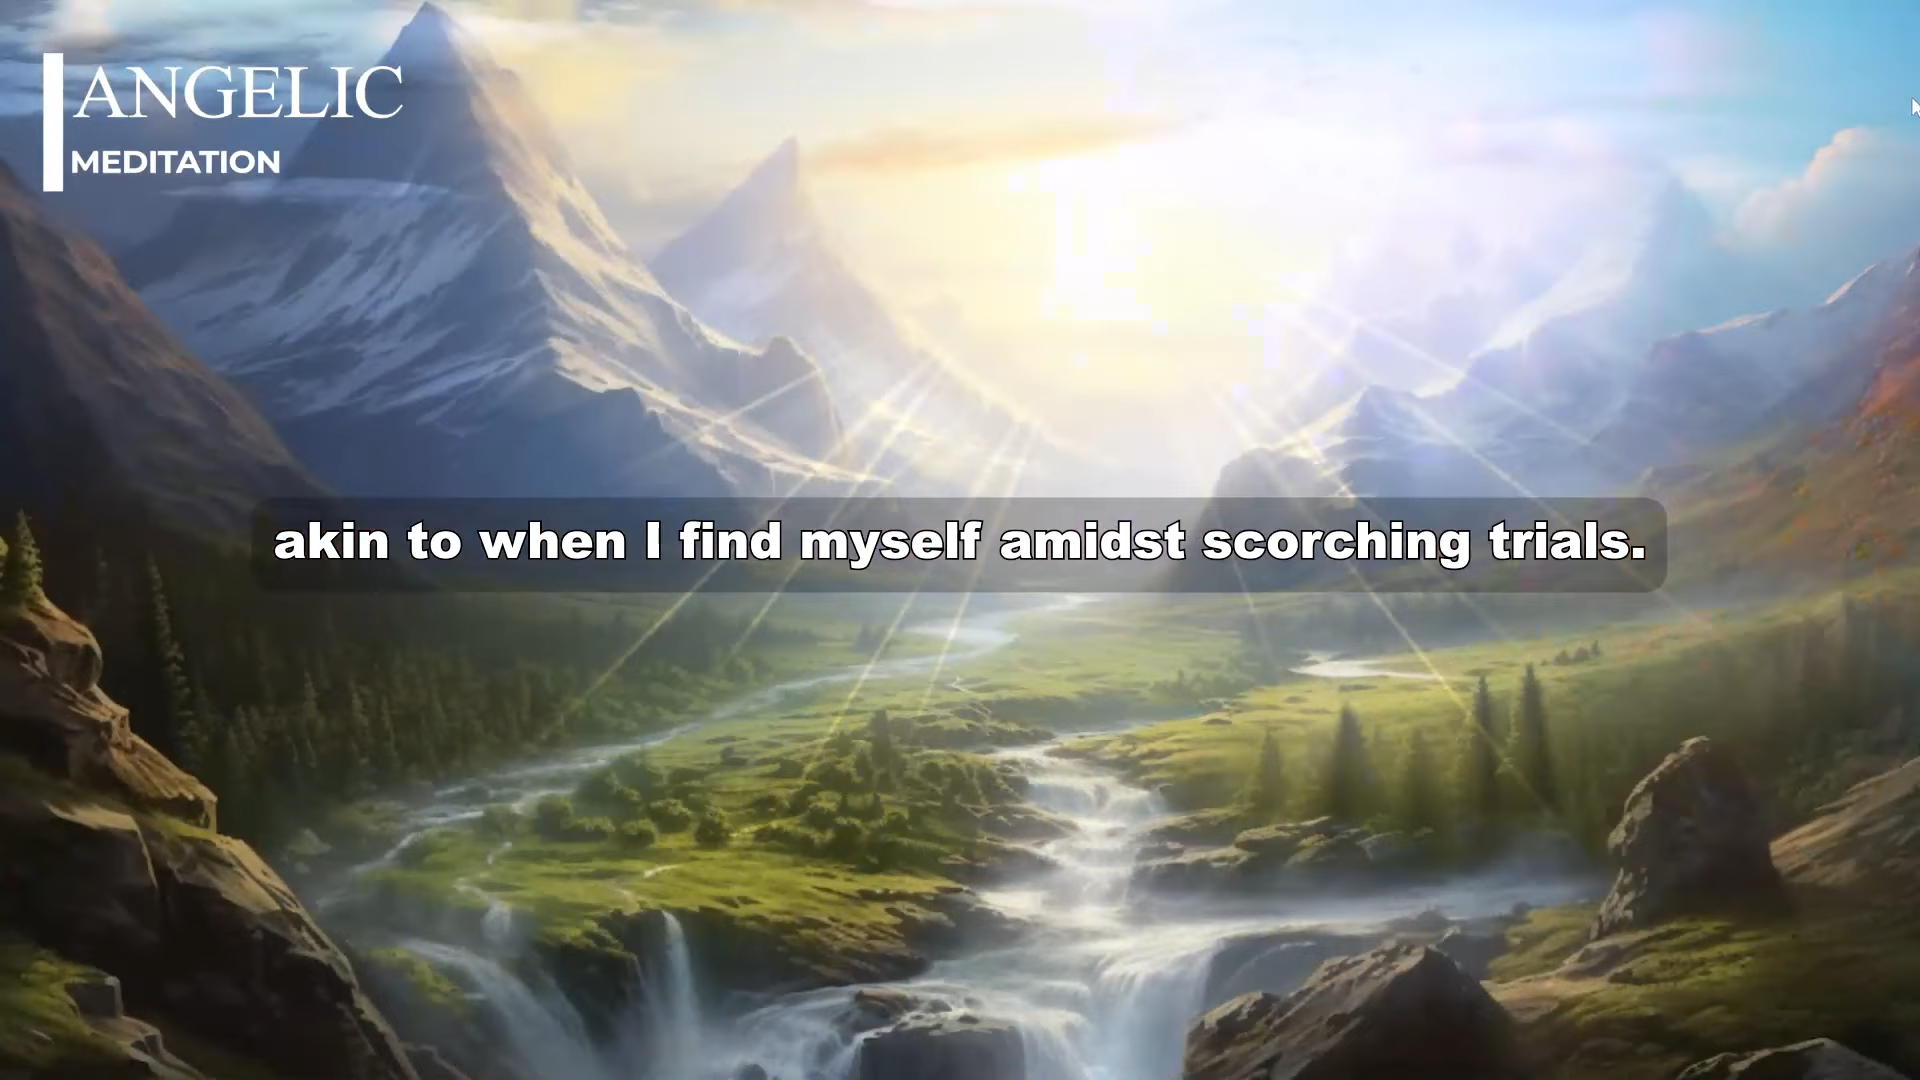 ANGELIC
MEDITATION
akin to when I find myself amidst scorching trials.